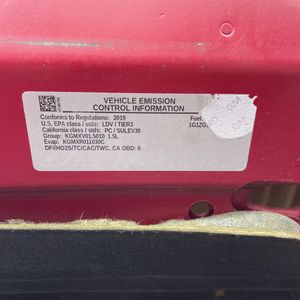 VEHICLE EMISSION
CONTROL INFORMATION
Conforms to Regulations: 2019
Fuel:
U.S. EPA class / stds: LDV / TIER3
California class / stds: PC / SULEV30
Group: KGMXV01.5010 1.5L
Evap: KGMXR011030C
DFI/HO2S/TC/CAC/TWC, CA OBD: II